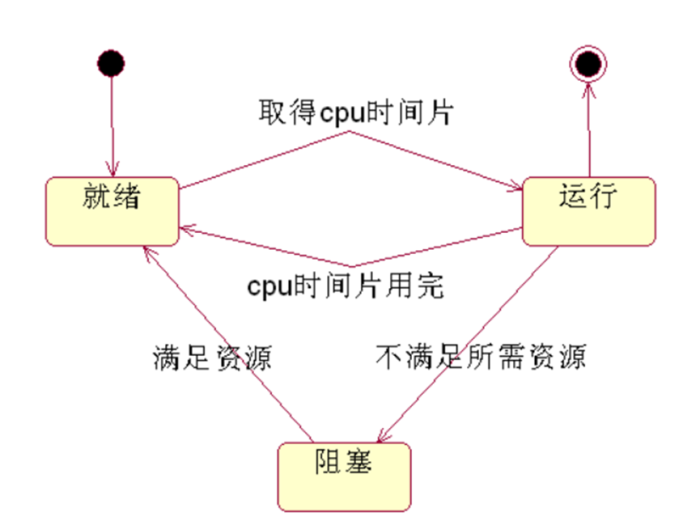 取得cpu时间片
就绪
运行
cpu时间片用完
满足资源
不满足所需资源
阻塞